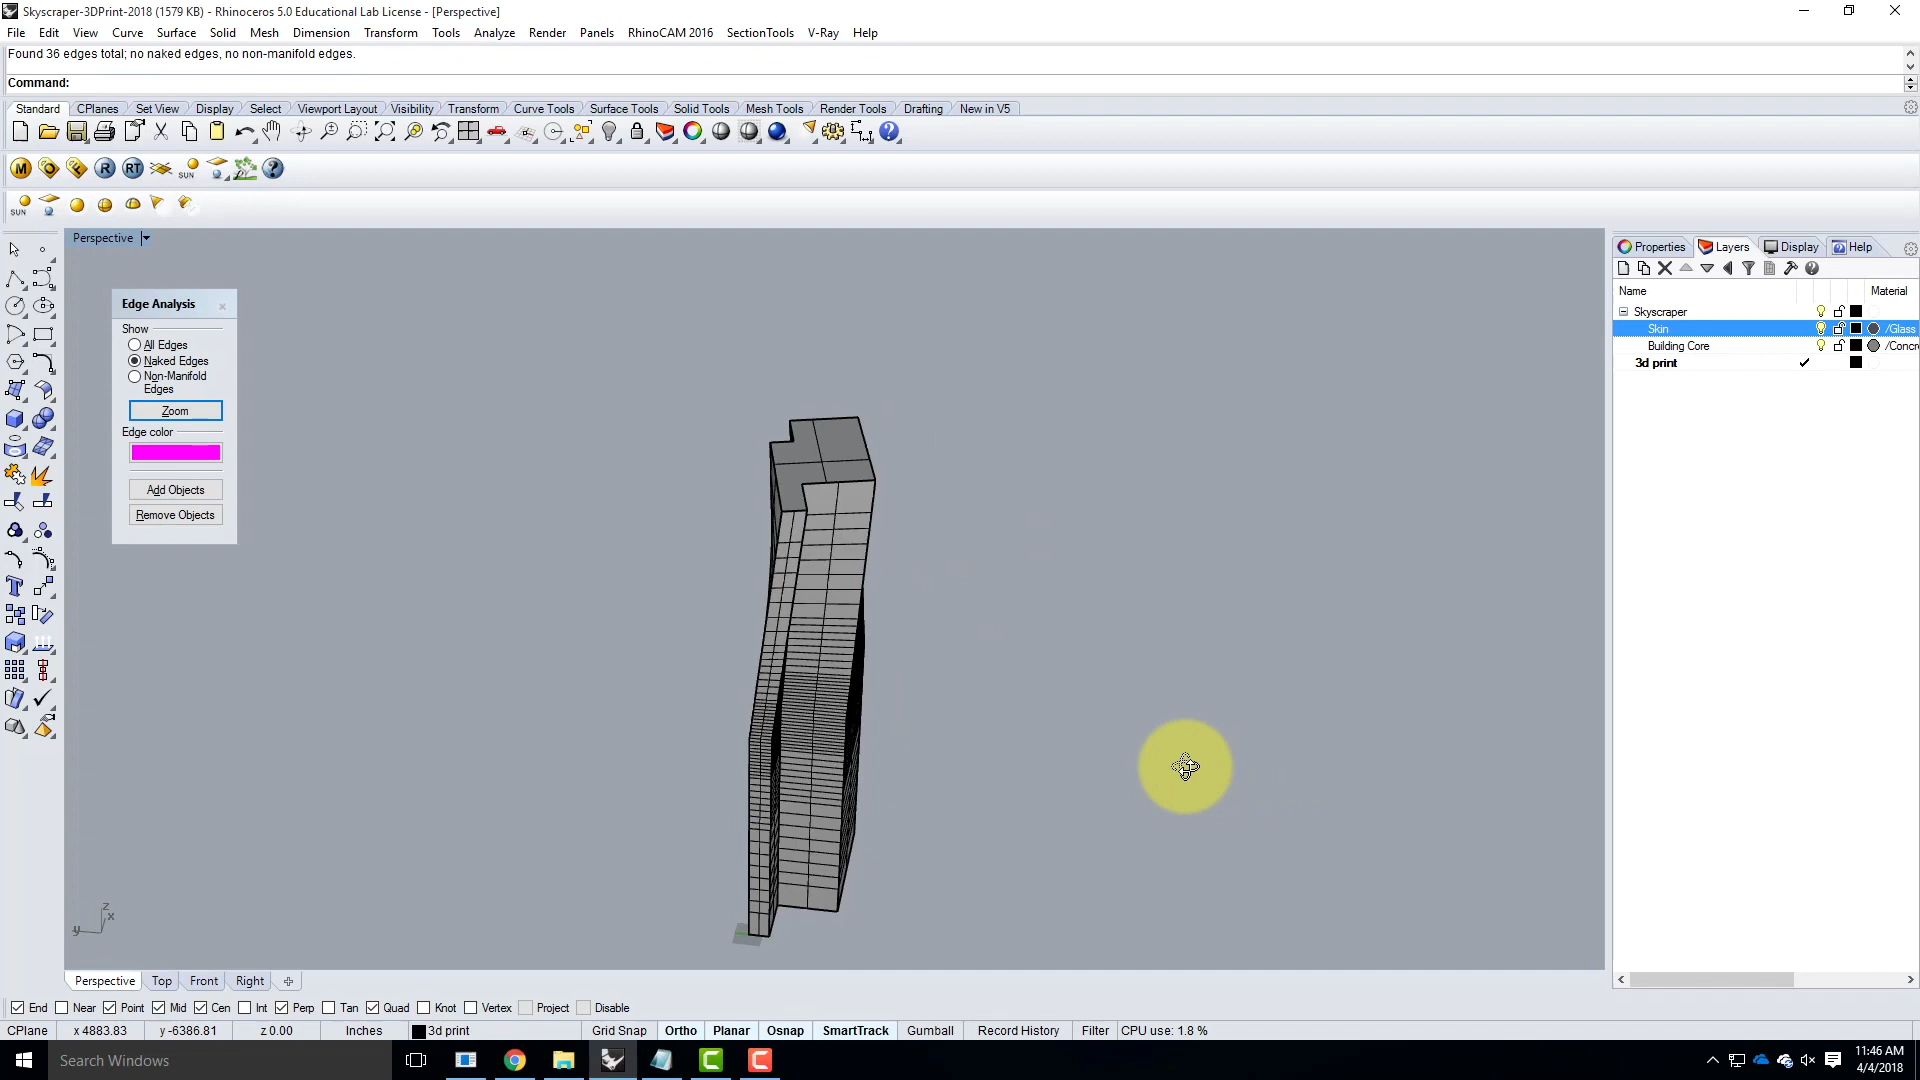 Skyscraper-3DPrint-2018 (1579 KB) - Rhinoceros 5.0 Educational Lab License - [Perspective]
File Edit View Curve Surface Solid Mesh Dimension Transform Tools Analyze Render Panels RhinoCAM 2016 SectionTools V-Ray Help
Found 36 edges total; no naked edges, no non-manifold edges.
Command:
Standard CPlanes Set View Display Select Viewport Layout Visibility Transform Curve Tools Surface Tools Solid Tools Mesh Tools Render Tools Drafting New in V5
M O F R RT SUN
SUN
Perspective
Properties Layers Display Help
Name Material
Skyscraper
Skin /Glass
Building Core /Concr
3d print
Edge Analysis
Show
All Edges
Naked Edges
Non-Manifold
Edges
Zoom
Edge color
Add Objects
Remove Objects
z
x
y
Perspective Top Front Right
End Near Point Mid Cen Int Perp Tan Quad Knot Vertex Project Disable
CPlane x 4883.83 y -6386.81 z 0.00 Inches 3d print Grid Snap Ortho Planar Osnap SmartTrack Gumball Record History Filter CPU use: 1.8 %
Search Windows
11:46 AM
4/4/2018